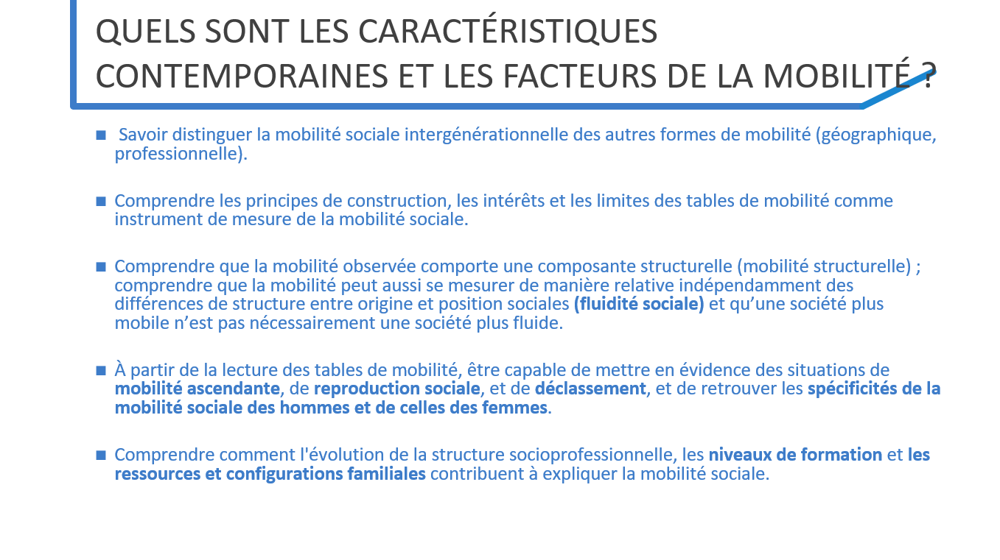 QUELS SONT LES CARACTÉRISTIQUES
CONTEMPORAINES ET LES FACTEURS DE LA MOBILITÉ ?
■ Savoir distinguer la mobilité sociale intergénérationnelle des autres formes de mobilité (géographique,
professionnelle).
■ Comprendre les principes de construction, les intérêts et les limites des tables de mobilité comme
instrument de mesure de la mobilité sociale.
■ Comprendre que la mobilité observée comporte une composante structurelle (mobilité structurelle) ;
comprendre que la mobilité peut aussi se mesurer de manière relative indépendamment des
différences de structure entre origine et position sociales (fluidité sociale) et qu’une société plus
mobile n’est pas nécessairement une société plus fluide.
■ À partir de la lecture des tables de mobilité, être capable de mettre en évidence des situations de
mobilité ascendante, de reproduction sociale, et de déclassement, et de retrouver les spécificités de la
mobilité sociale des hommes et de celles des femmes.
■ Comprendre comment l'évolution de la structure socioprofessionnelle, les niveaux de formation et les
ressources et configurations familiales contribuent à expliquer la mobilité sociale.